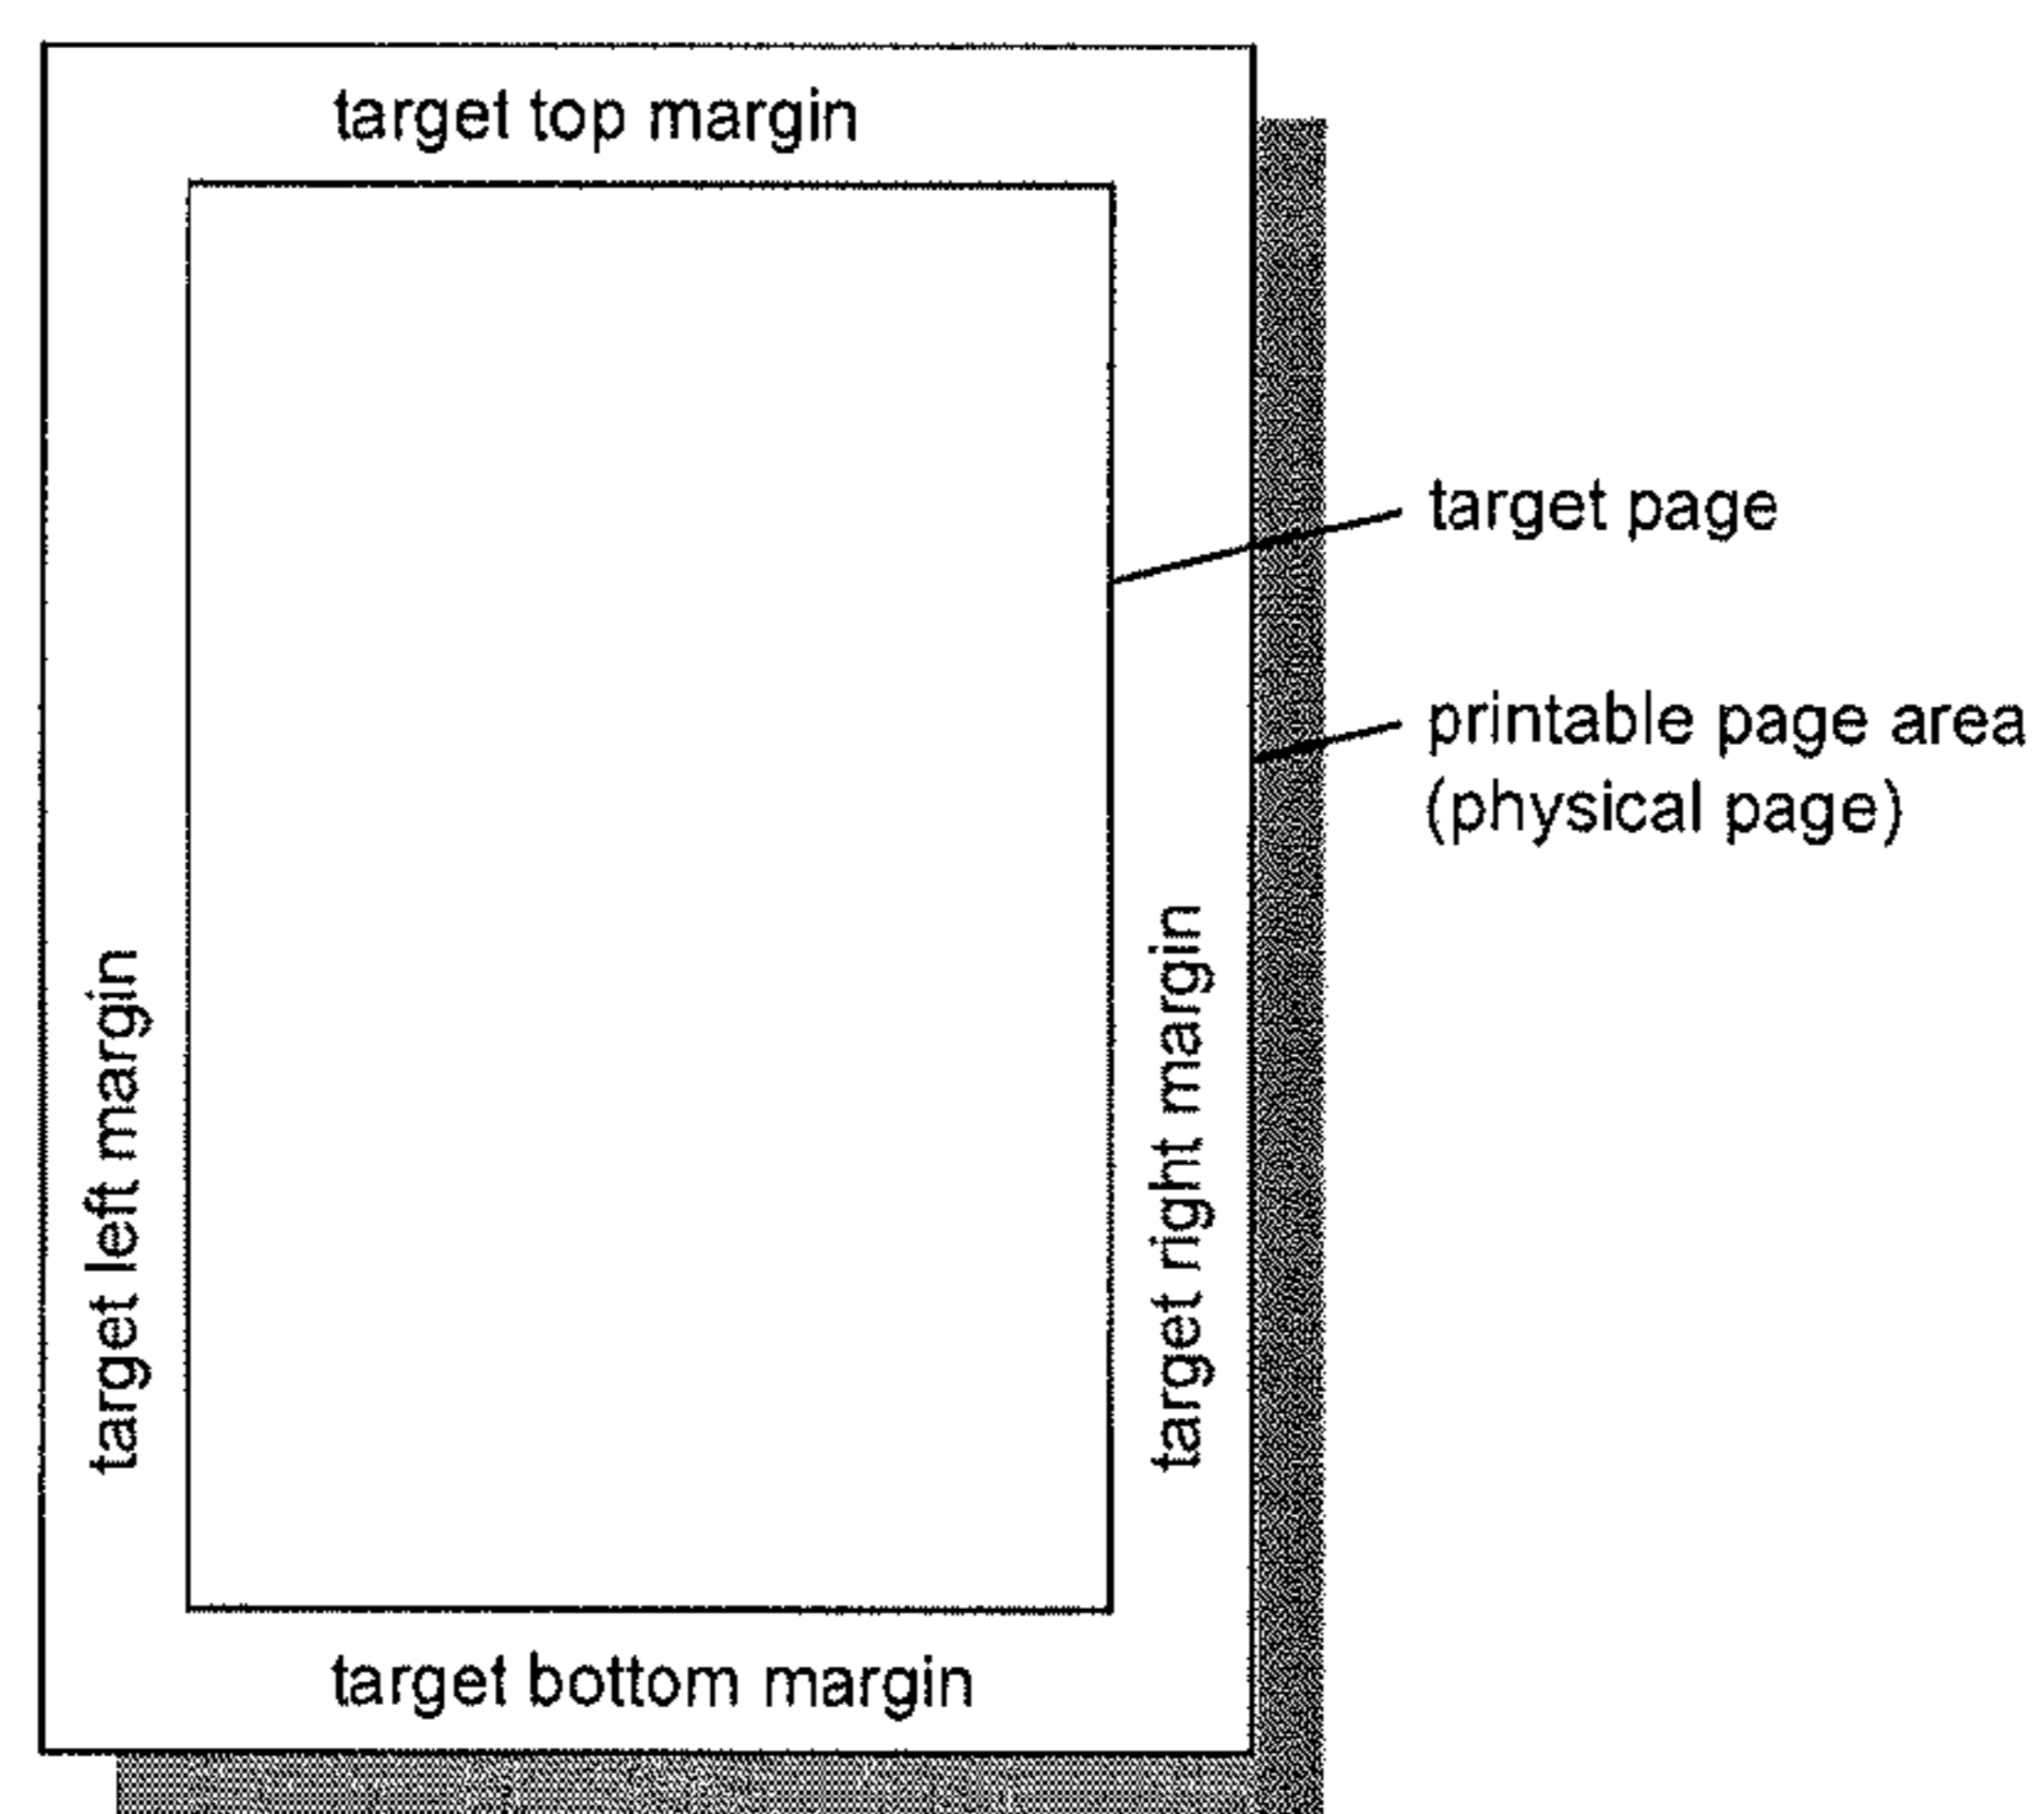 target top margin
target page
printable page area
(physical page)
target left margin
target right margin
target bottom margin